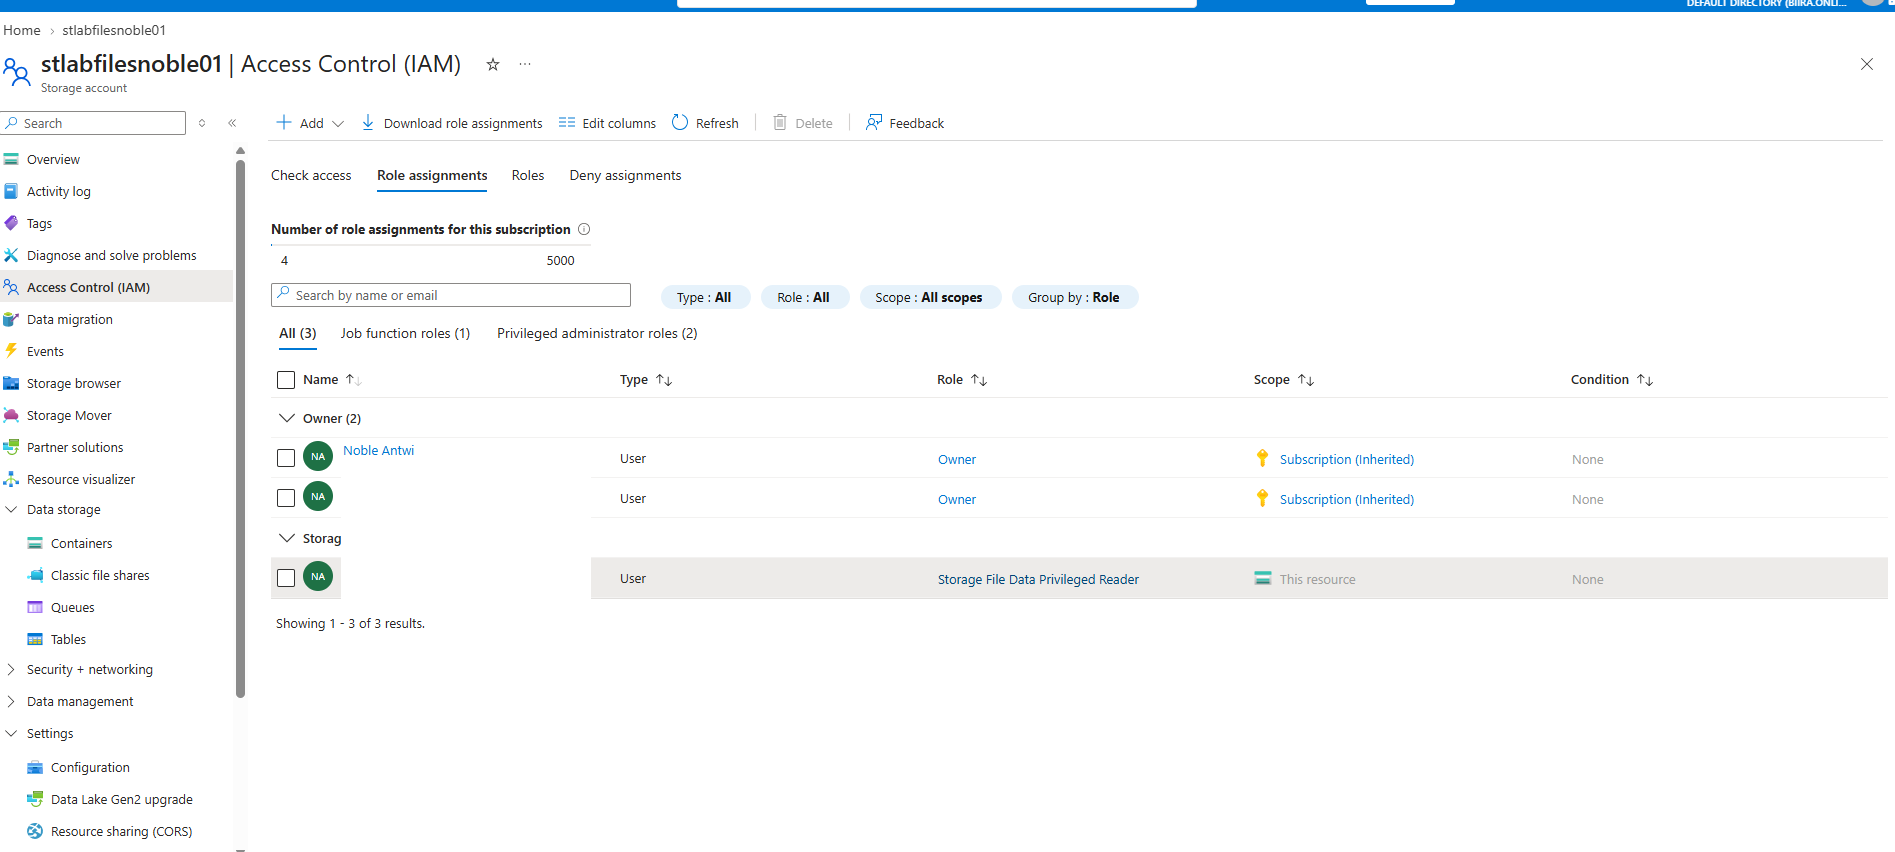 DEFAULT DIRECTORY (BIIRA.ONLI...
Home > stlabfilesnoble01
stlabfilesnoble01 | Access Control (IAM)
Storage account
Search
Add
Download role assignments
Edit columns
Refresh
Delete
Feedback
Overview
Activity log
Tags
Diagnose and solve problems
Access Control (IAM)
Data migration
Events
Storage browser
Storage Mover
Partner solutions
Resource visualizer
Data storage
Containers
Classic file shares
Queues
Tables
Security + networking
Data management
Settings
Configuration
Data Lake Gen2 upgrade
Resource sharing (CORS)
Check access Role assignments Roles Deny assignments
Number of role assignments for this subscription
4 5000
Search by name or email
Type : All Role : All Scope : All scopes Group by : Role
All (3) Job function roles (1) Privileged administrator roles (2)
Name Type Role Scope Condition
Owner (2)
NA Noble Antwi User Owner Subscription (Inherited) None
NA User Owner Subscription (Inherited) None
Storag
NA User Storage File Data Privileged Reader This resource None
Showing 1 - 3 of 3 results.